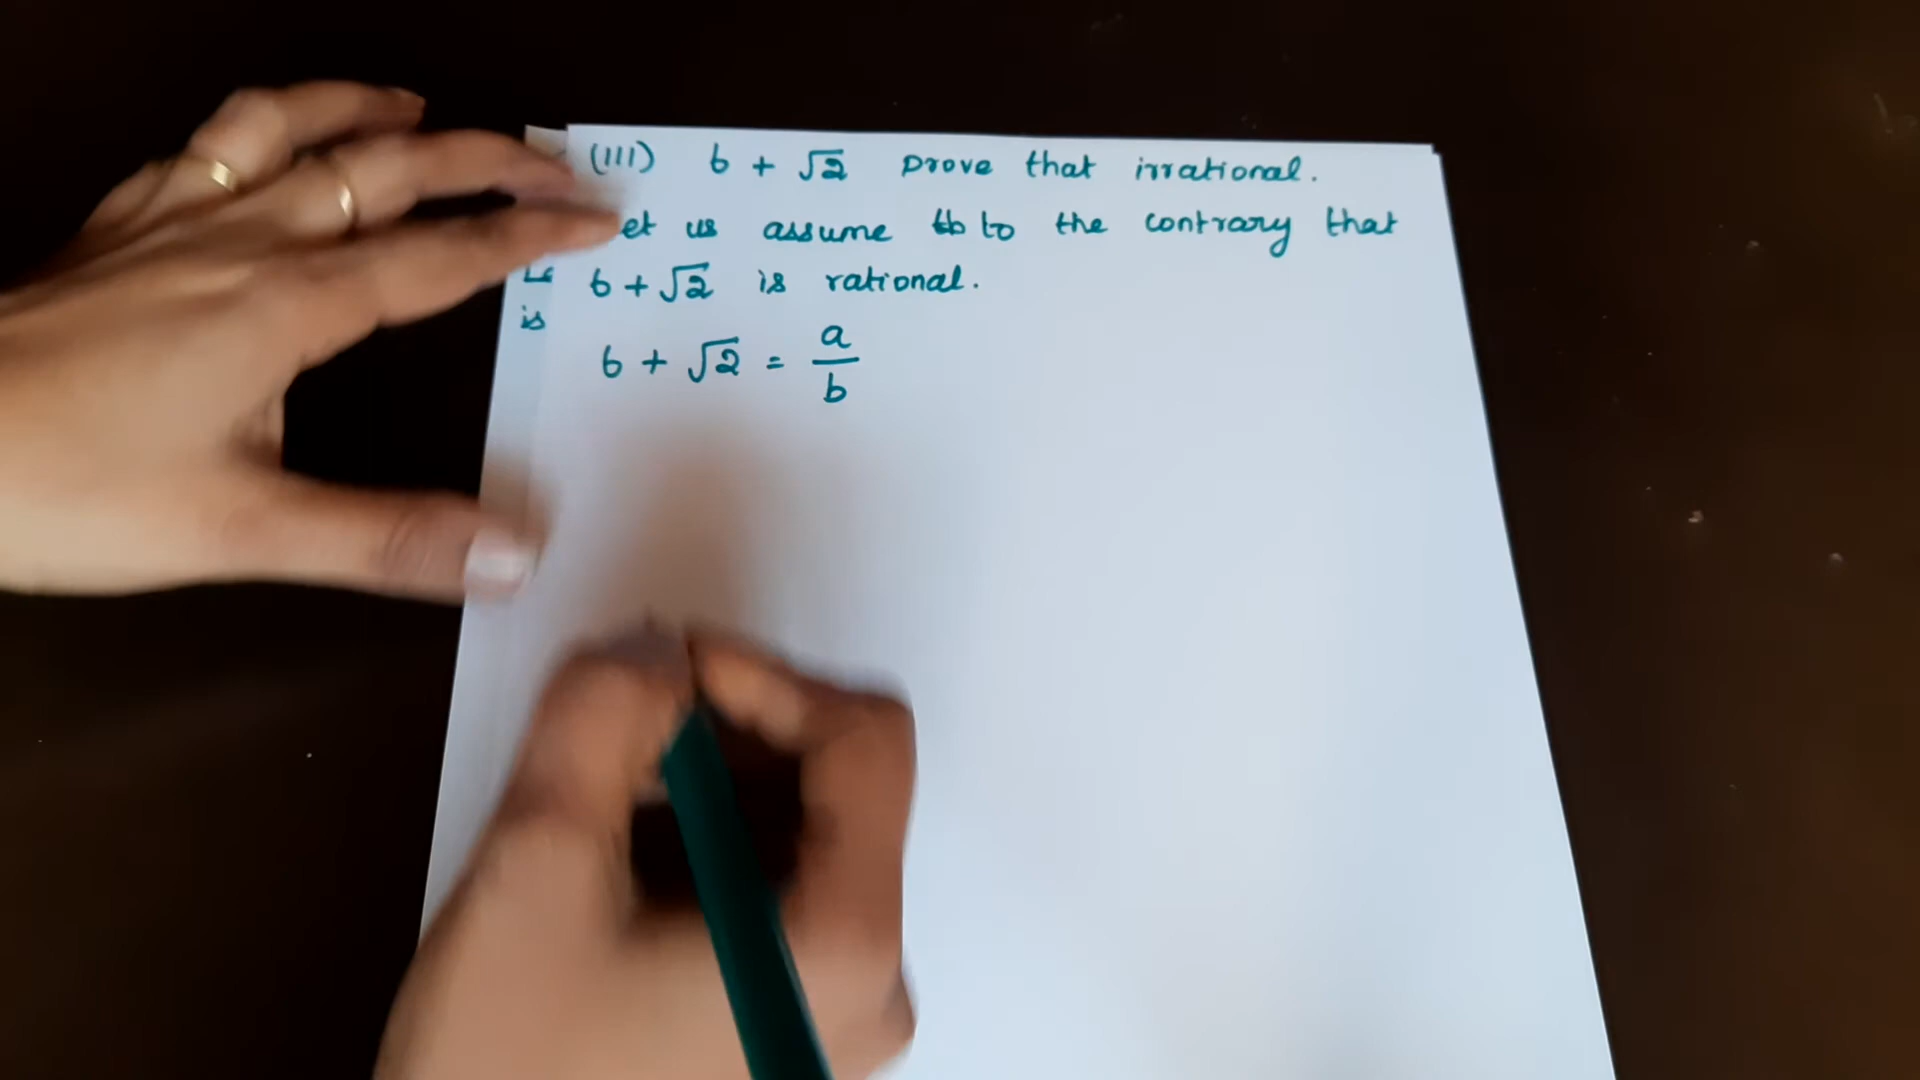 (III) 6 + √2 prove that irrational.
et us assume to the contrary that
is 6 + √2 is rational.
6 + √2 = a/b